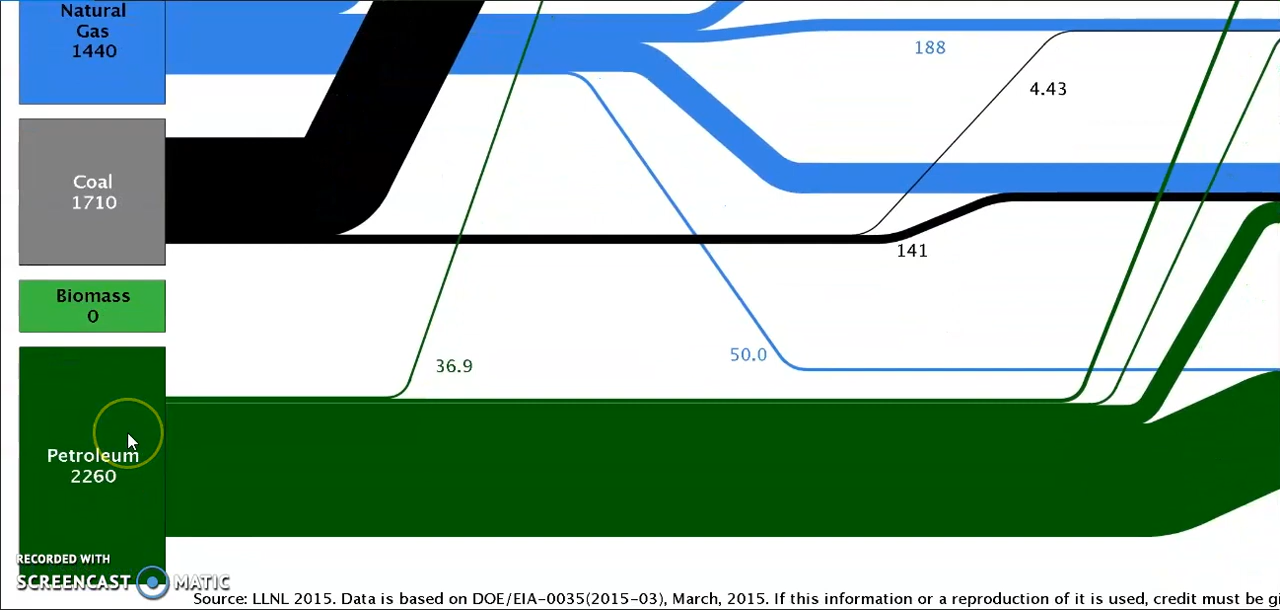 Natural
Gas
1440
188
4.43
Coal
1710
141
Biomass
0
50.0
36.9
Petroleum
2260
RECORDED WITH
SCREENCAST MATIC
Source: LLNL 2015. Data is based on DOE/EIA-0035(2015-03), March, 2015. If this information or a reproduction of it is used, credit must be gi